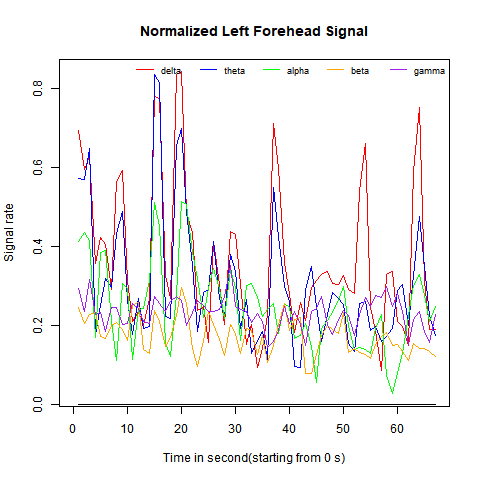 Normalized Left Forehead Signal
delta theta alpha beta gamma
Signal rate
0.8
0.6
0.4
0.2
0.0
0 10 20 30 40 50 60
Time in second(starting from 0 s)